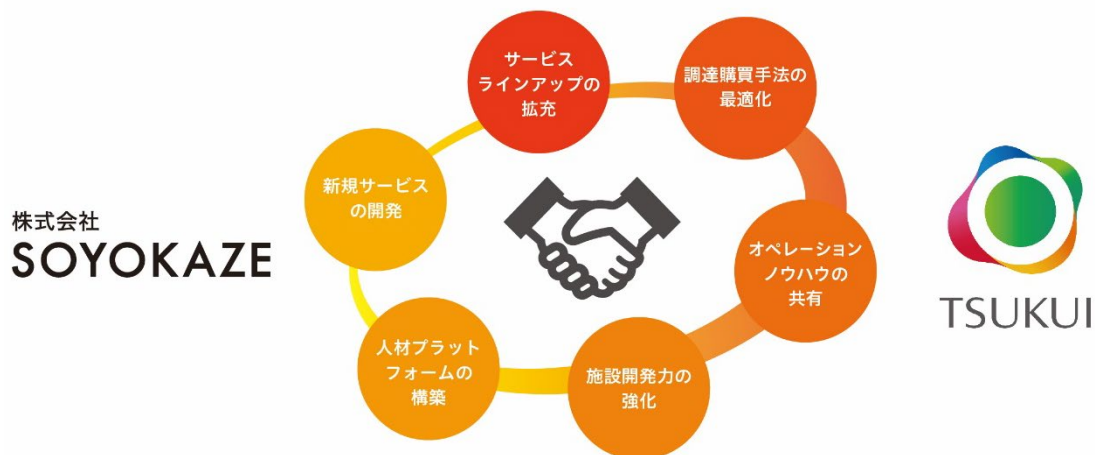 株式会社
SOYOKAZE
サービス
ラインアップの
拡充
調達購買手法の
最適化
オペレーション
ノウハウの
共有
施設開発力の
強化
人材プラット
フォームの
構築
新規サービス
の開発
TSUKUI